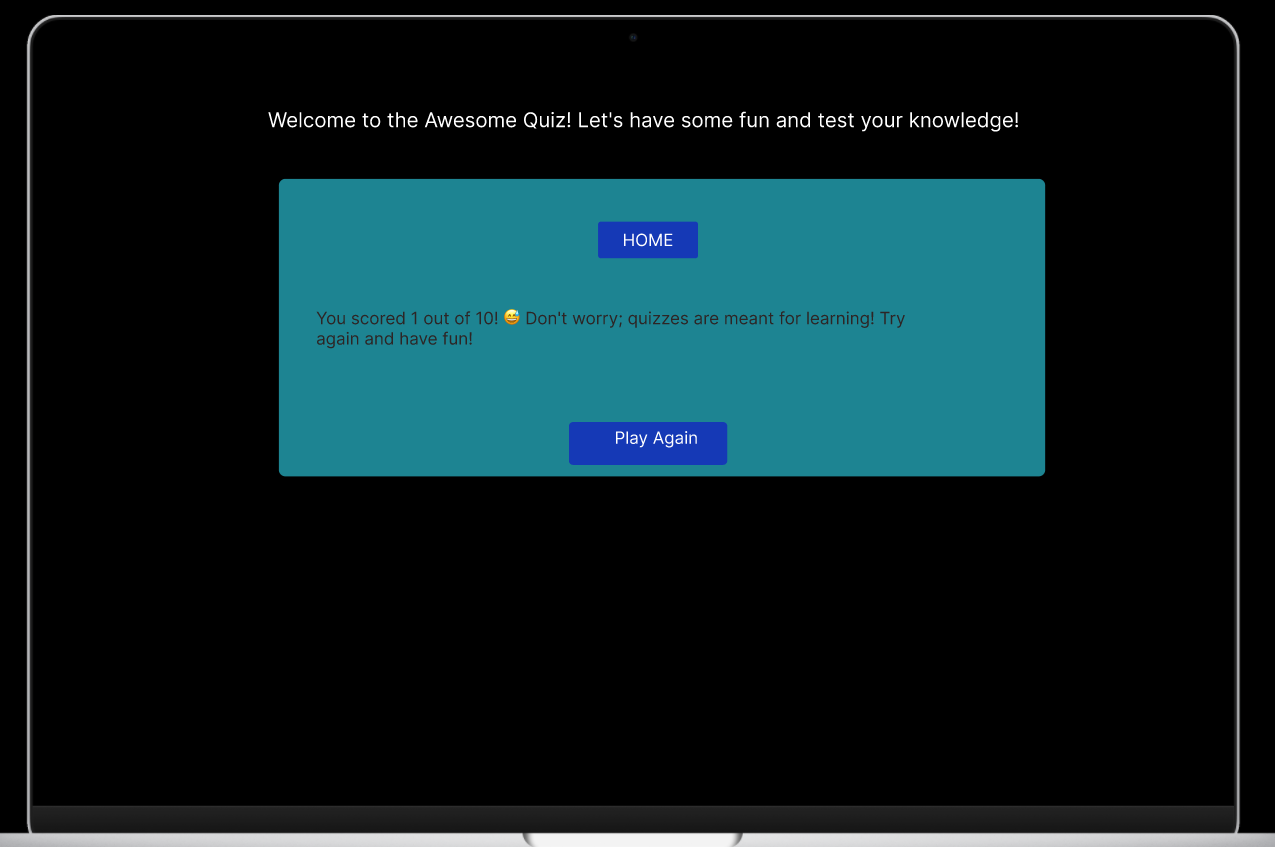 Welcome to the Awesome Quiz! Let's have some fun and test your knowledge!
HOME
You scored 1 out of 10! 😅 Don't worry; quizzes are meant for learning! Try
again and have fun!
Play Again